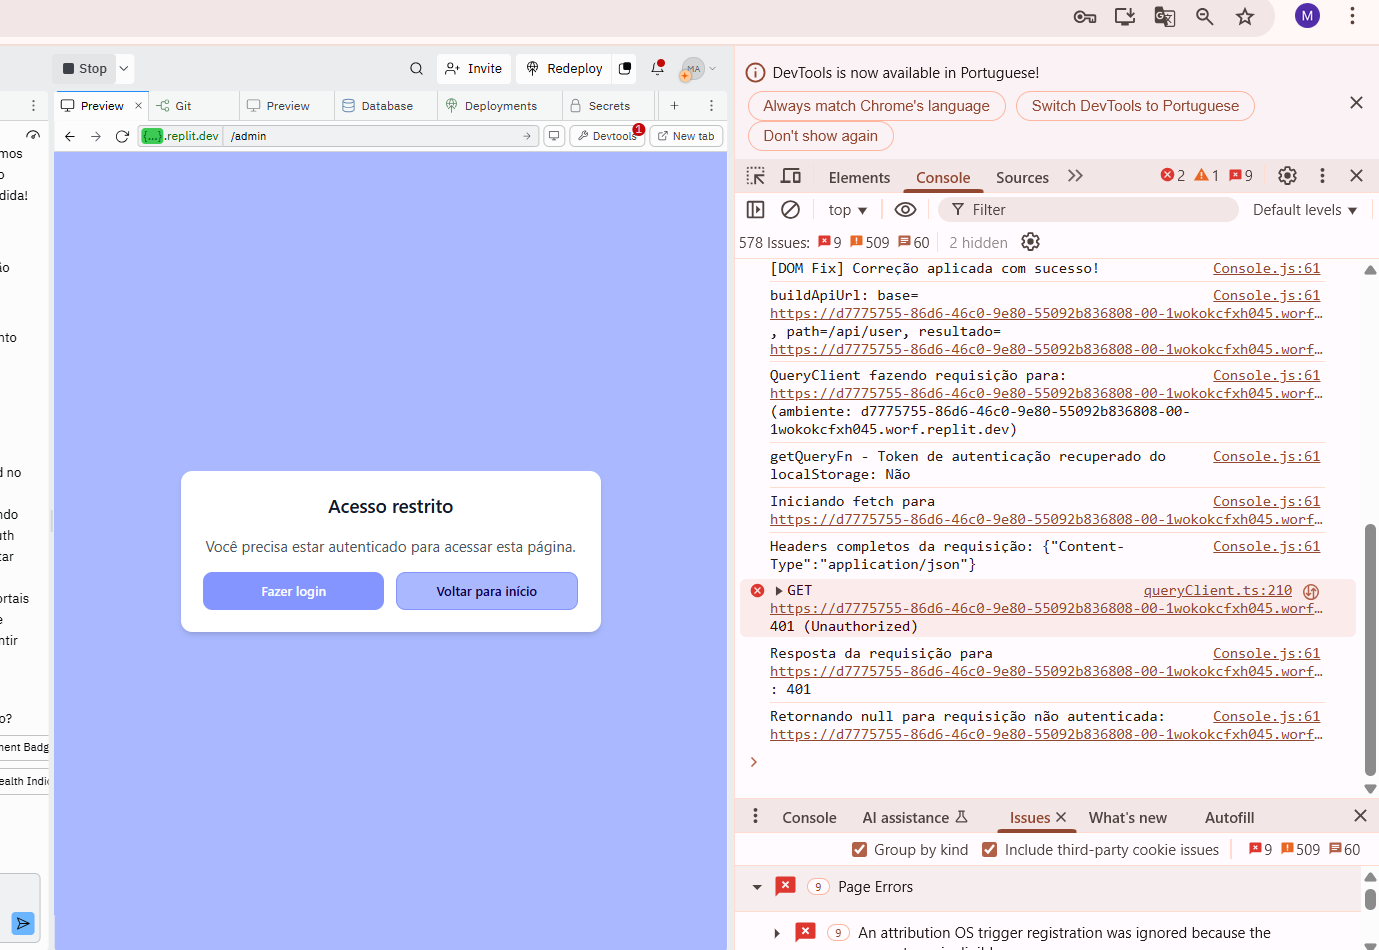 M
Stop
Invite
Redeploy
MA
Preview
Git
Preview
Database
Deployments
Secrets
{...}.replit.dev
/admin
Devtools
1
New tab
mos
o
dida!
ão
nto
d no
ndo
uth
tar
ortais
e
ntir
o?
ment Badg
ealth Indi
Acesso restrito
Você precisa estar autenticado para acessar esta página.
Fazer login
Voltar para início
DevTools is now available in Portuguese!
Always match Chrome's language
Switch DevTools to Portuguese
Don't show again
Elements
Console
Sources
2
1
9
top
Filter
Default levels
578 Issues:
9
509
60
2 hidden
[DOM Fix] Correção aplicada com sucesso!
Console.js:61
buildApiUrl: base=
Console.js:61
https://d7775755-86d6-46c0-9e80-55092b836808-00-1wokokcfxh045.worf…
, path=/api/user, resultado=
https://d7775755-86d6-46c0-9e80-55092b836808-00-1wokokcfxh045.worf…
QueryClient fazendo requisição para:
Console.js:61
https://d7775755-86d6-46c0-9e80-55092b836808-00-1wokokcfxh045.worf…
(ambiente: d7775755-86d6-46c0-9e80-55092b836808-00-
1wokokcfxh045.worf.replit.dev)
getQueryFn - Token de autenticação recuperado do
Console.js:61
localStorage: Não
Iniciando fetch para
Console.js:61
https://d7775755-86d6-46c0-9e80-55092b836808-00-1wokokcfxh045.worf…
Headers completos da requisição: {"Content-
Console.js:61
Type":"application/json"}
GET
queryClient.ts:210
https://d7775755-86d6-46c0-9e80-55092b836808-00-1wokokcfxh045.worf…
401 (Unauthorized)
Resposta da requisição para
Console.js:61
https://d7775755-86d6-46c0-9e80-55092b836808-00-1wokokcfxh045.worf…
: 401
Retornando null para requisição não autenticada:
Console.js:61
https://d7775755-86d6-46c0-9e80-55092b836808-00-1wokokcfxh045.worf…
Console
AI assistance
Issues
What's new
Autofill
Group by kind
Include third-party cookie issues
9
509
60
9
Page Errors
9
An attribution OS trigger registration was ignored because the